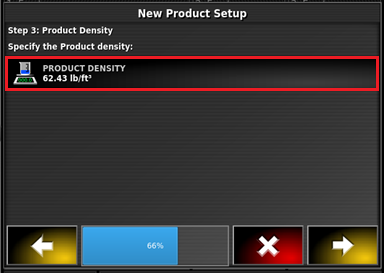 New Product Setup
Step 3: Product Density
Specify the Product density:
PRODUCT DENSITY
62.43 lb/ft³
66%